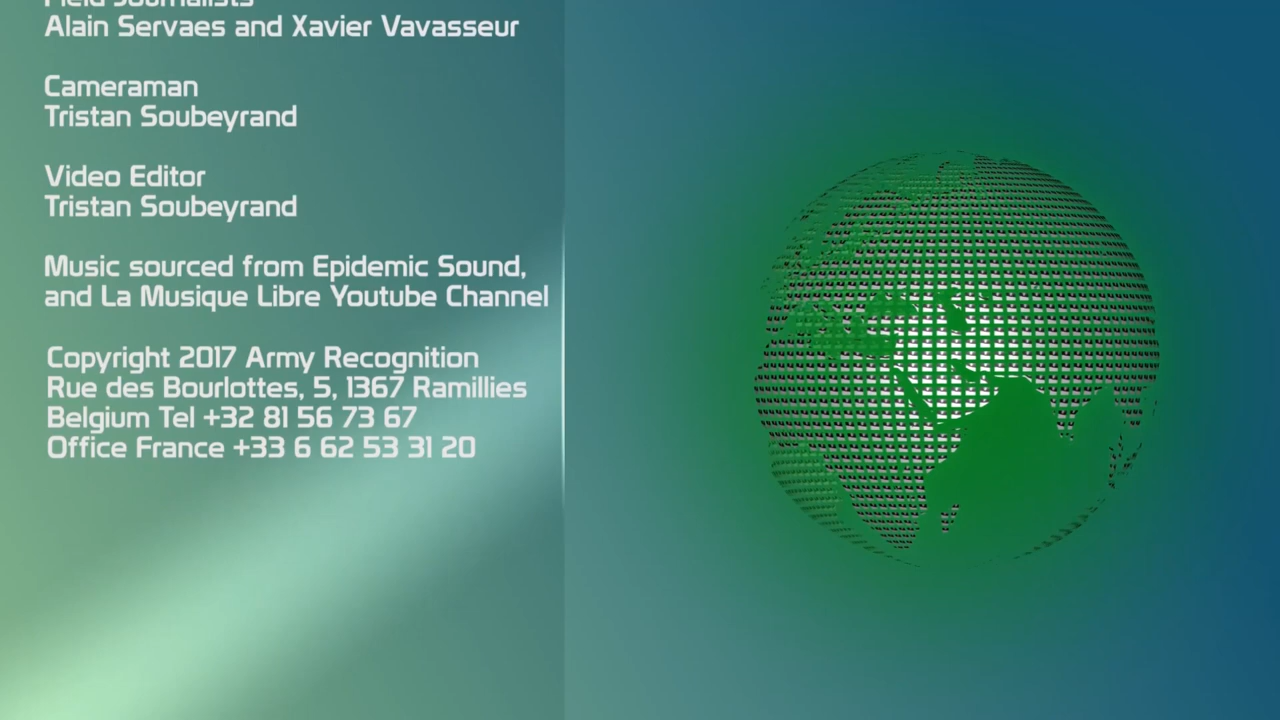 Field Journalists
Alain Servaes and Xavier Vavasseur
Cameraman
Tristan Soubeyrand
Video Editor
Tristan Soubeyrand
Music sourced from Epidemic Sound,
and La Musique Libre Youtube Channel
Copyright 2017 Army Recognition
Rue des Bourlottes, 5, 1367 Ramillies
Belgium Tel +32 81 56 73 67
Office France +33 6 62 53 31 20